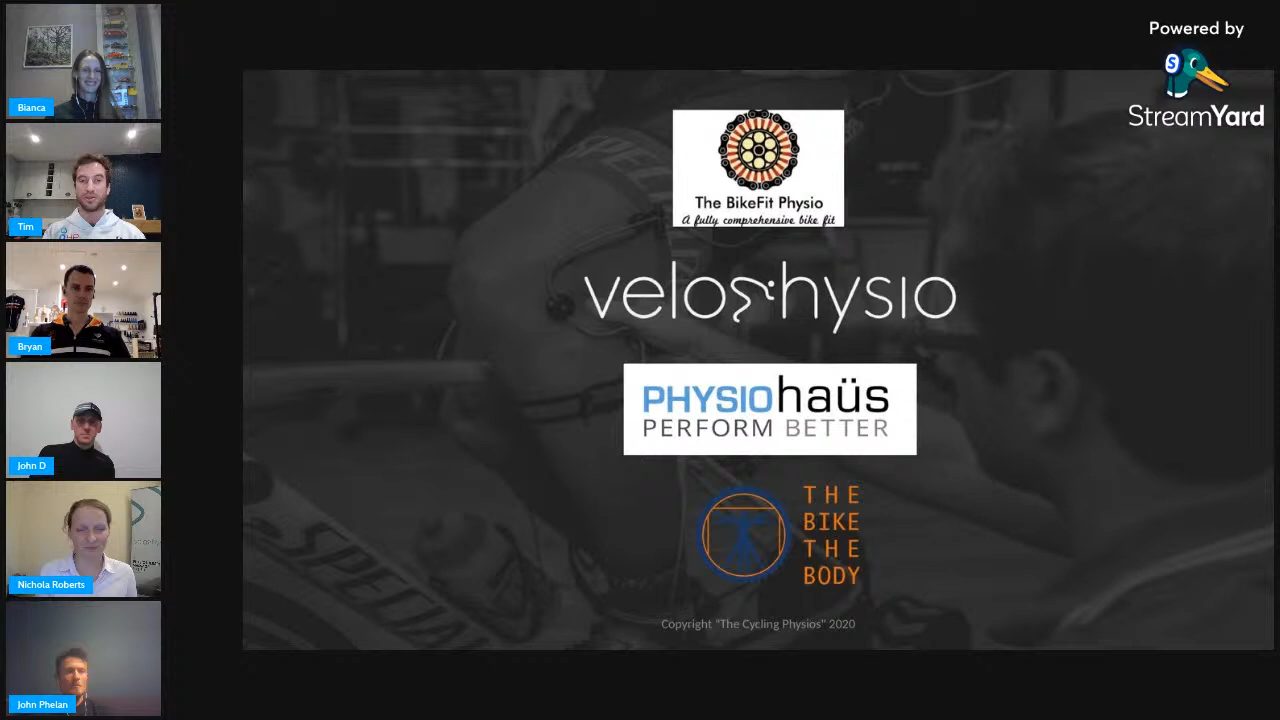 Bianca
Tim
Bryan
John D
Nichola Roberts
John Phelan
Powered by
StreamYard
The BikeFit Physio
A fully comprehensive bike fit
velophysio
PHYSIOhaüs
PERFORM BETTER
THE
BIKE
THE
BODY
Copyright "The Cycling Physios" 2020